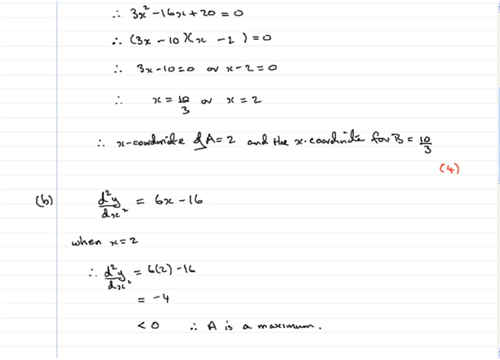 ∴ 3x² - 16x + 20 = 0
∴ (3x - 10)(x - 2) = 0
∴ 3x - 10 = 0 or x - 2 = 0
∴ x = 10/3 or x = 2
∴ x-coordinate of A = 2 and the x-coordinate for B = 10/3
(4)
(b) d²y/dx² = 6x - 16
when x = 2
∴ d²y/dx² = 6(2) - 16
= -4
< 0 ∴ A is a maximum.